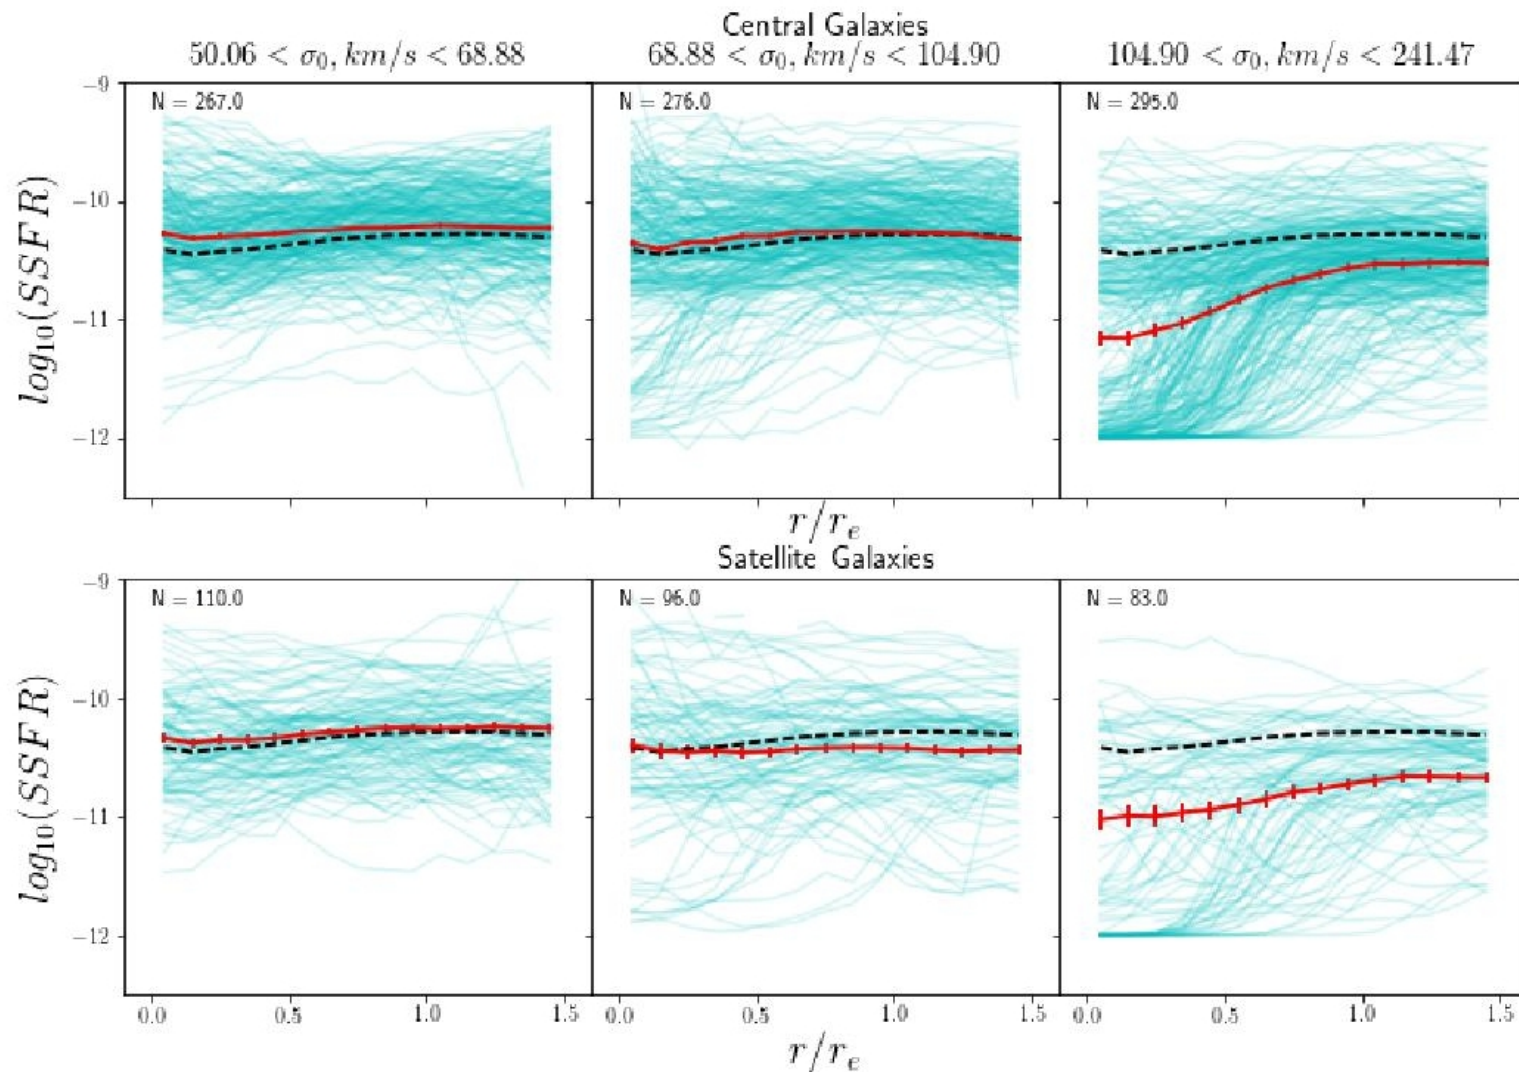 Central Galaxies
50.06 < σ₀, km/s < 68.88
68.88 < σ₀, km/s < 104.90
104.90 < σ₀, km/s < 241.47
N = 267.0
N = 276.0
N = 295.0
−9
−10
−11
−12
log₁₀(SSFR)
r/rₑ
Satellite Galaxies
N = 110.0
N = 96.0
N = 83.0
−9
−10
−11
−12
log₁₀(SSFR)
0.0 0.5 1.0 1.5
0.0 0.5 1.0 1.5
0.0 0.5 1.0 1.5
r/rₑ